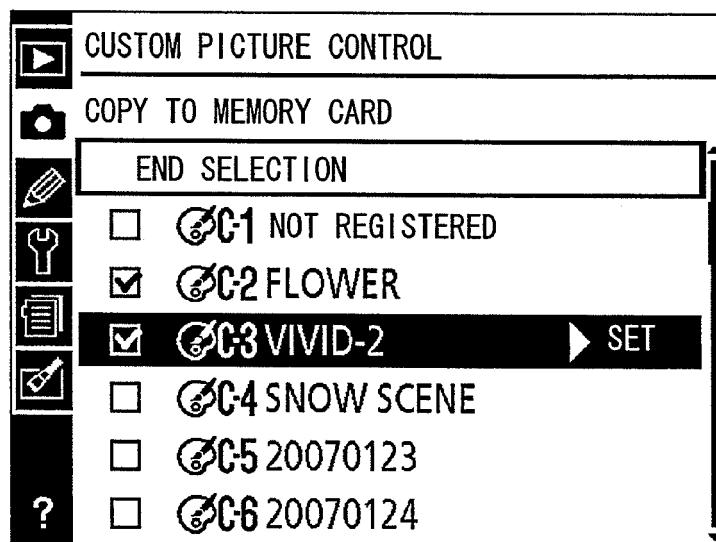 CUSTOM PICTURE CONTROL
COPY TO MEMORY CARD
END SELECTION
C-1 NOT REGISTERED
C-2 FLOWER
C-3 VIVID-2 SET
C-4 SNOW SCENE
C-5 20070123
C-6 20070124
?